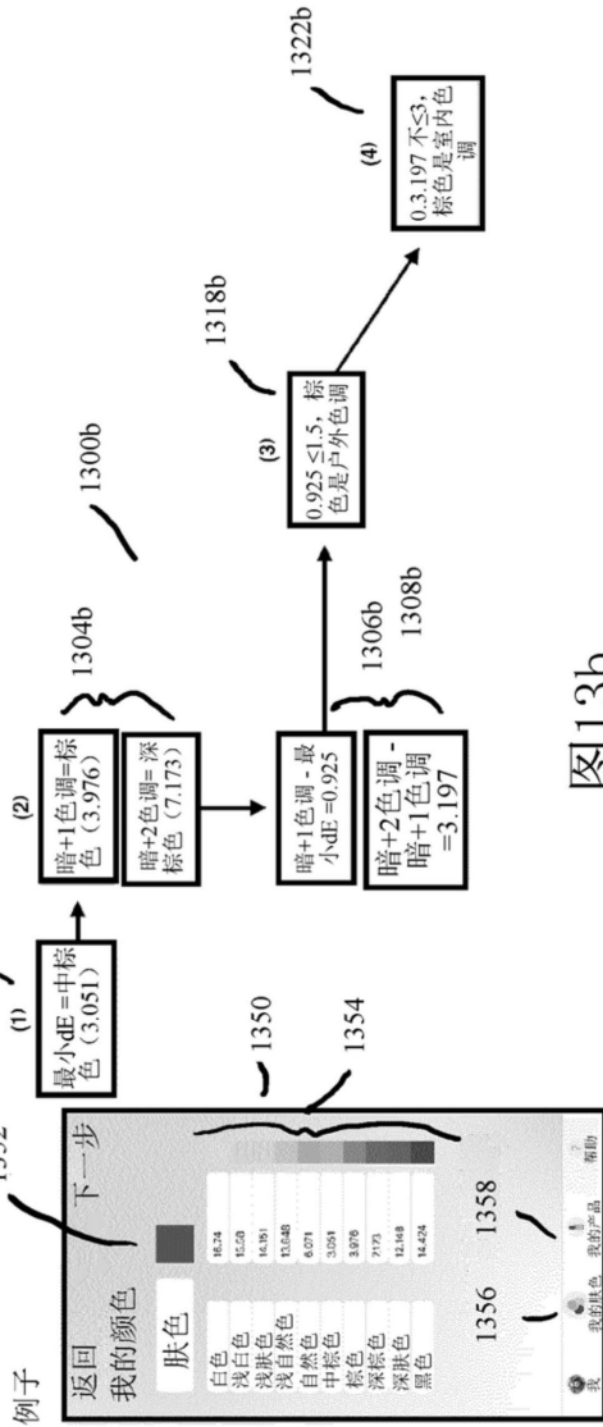 例子
返回
下一步
我的颜色
肤色
白色 16.74
浅白色
浅肤色
浅自然色
自然色 6.071
中棕色 3.051
棕色 3.976
深棕色 7.173
深肤色 12.148
黑色 14.424
我
我的肤色
我的产品
?
帮助
1350
1354
1356
1358
(1)
最小dE =中棕
色（3.051）
(2)
暗+1色调=棕
色（3.976）
暗+2色调= 深
棕色（7.173）
1304b
1300b
暗+1色调 - 最
小dE =0.925
暗+2色调 -
暗+1色调
=3.197
1306b
1308b
(3)
0.925 ≤1.5，棕
色是户外色调
1318b
(4)
0.3.197 不≤3，
棕色是室内色
调
1322b
图13b